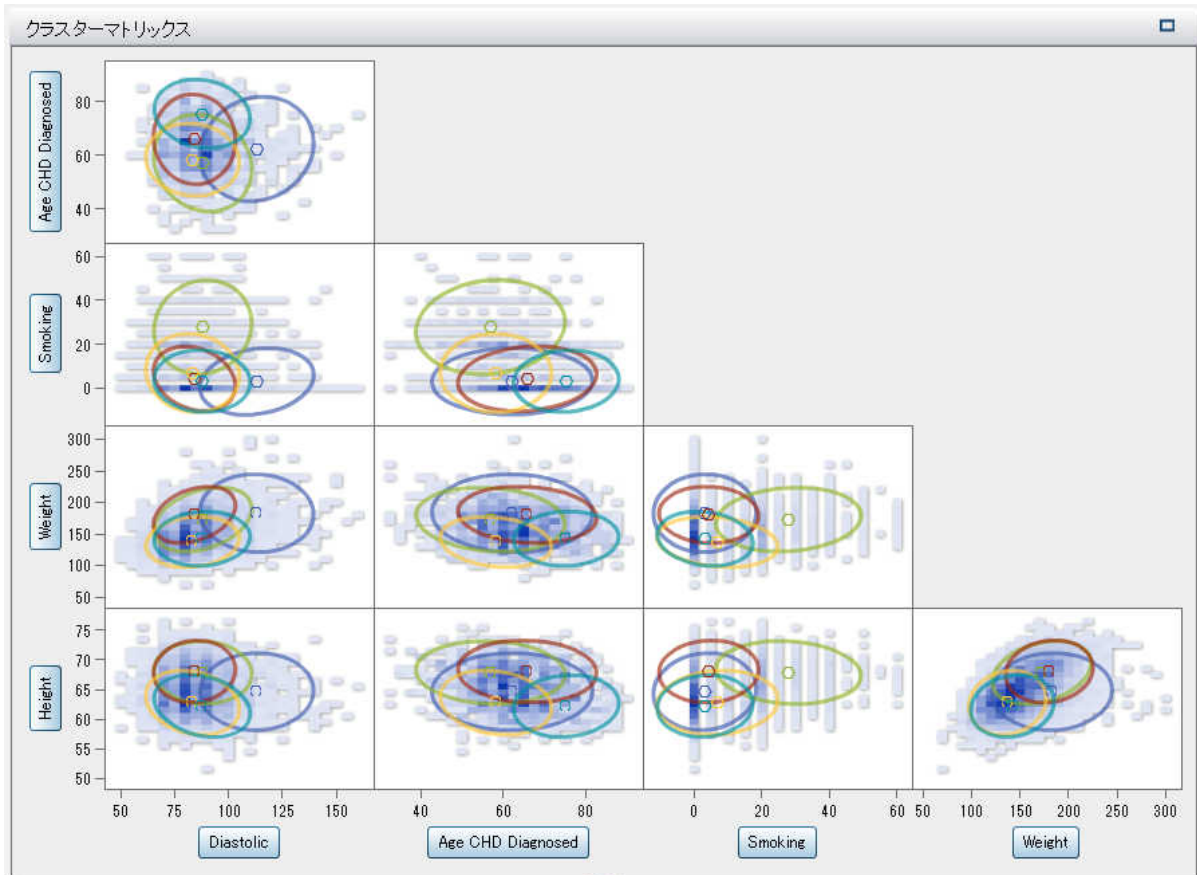 クラスターマトリックス
Age CHD Diagnosed
80
60
40
Smoking
60
40
20
0
Weight
300
250
200
150
100
50
Height
75
70
65
60
55
50
50 75 100 125 150
40 60 80
0 20 40 60
50 100 150 200 250 300
Diastolic
Age CHD Diagnosed
Smoking
Weight